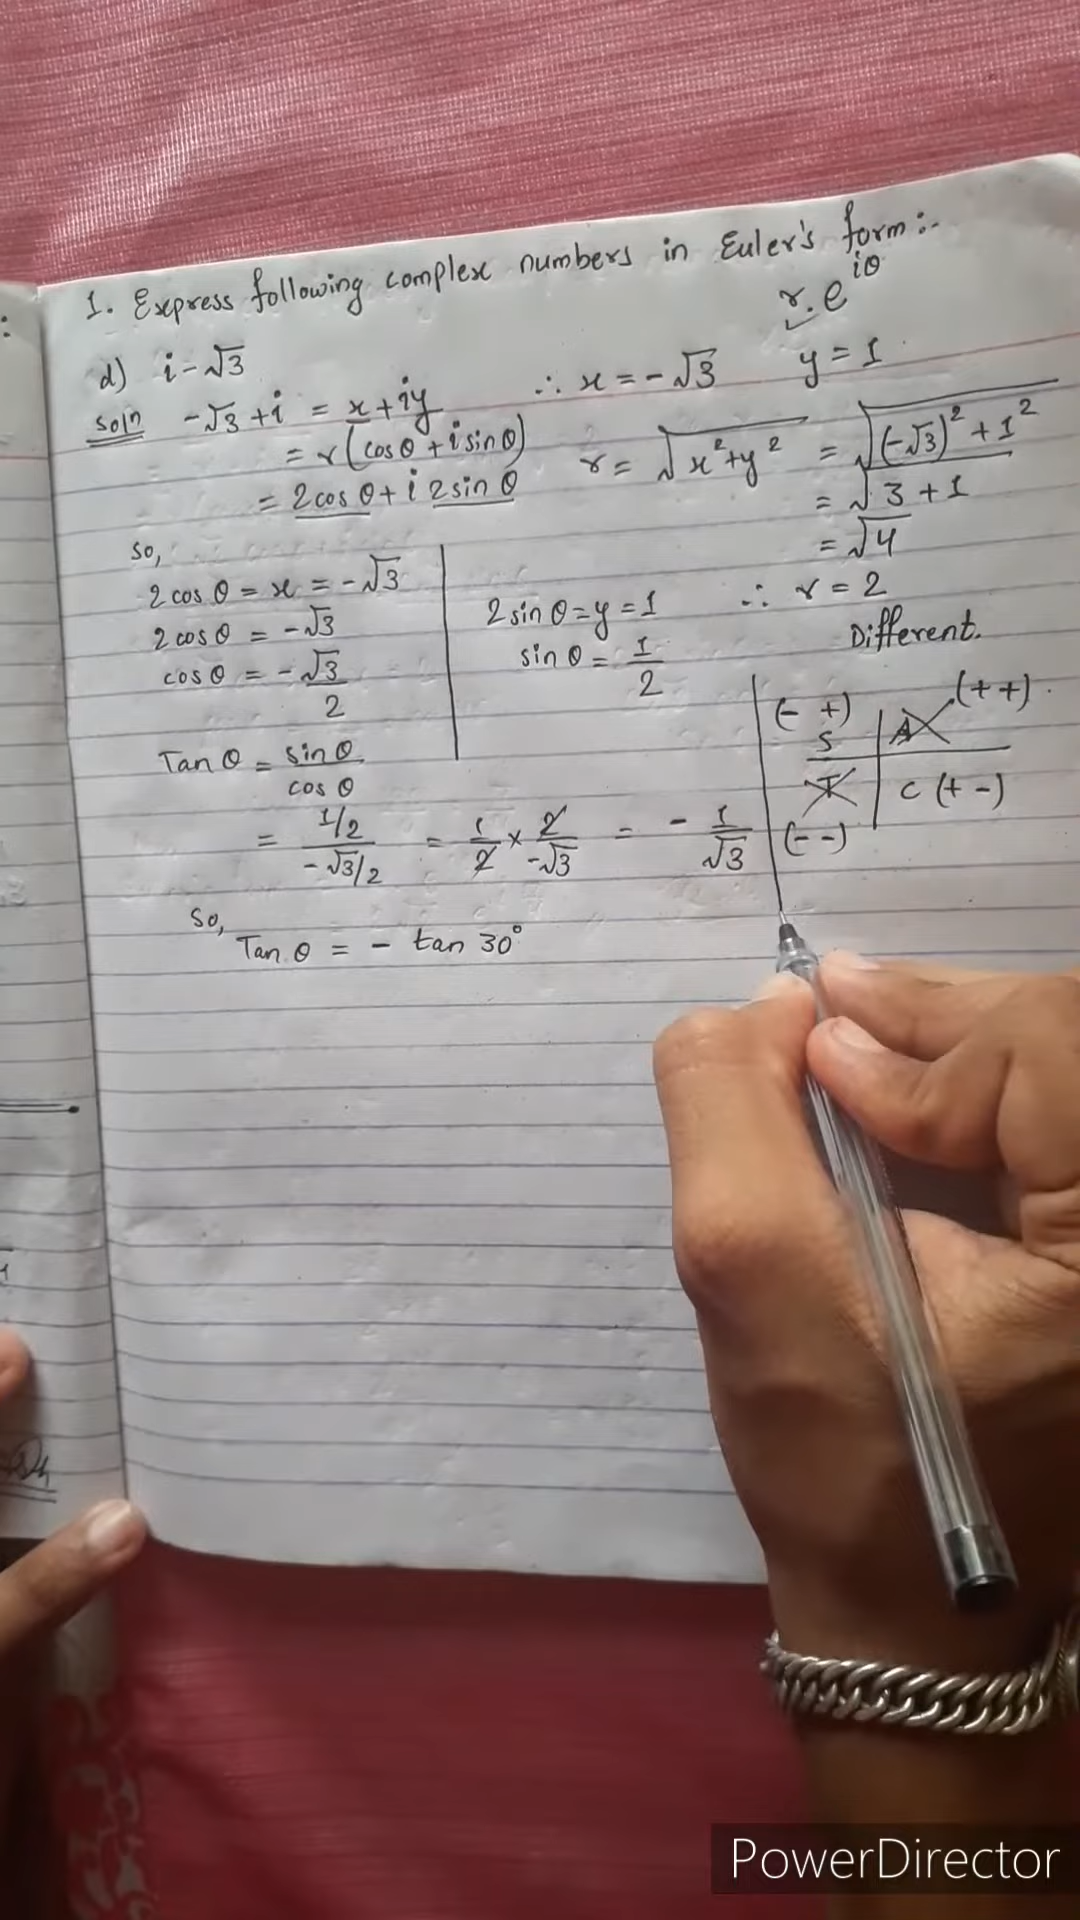 1. Express following complex numbers in Euler's form:-
r.e^iθ
d) i-√3
∴ x = -√3 y = 1
soln -√3+i = x+iy
= r(cosθ+isinθ)
= 2cosθ+i2sinθ
r = √x²+y² = √(-√3)²+1²
= √3+1
= √4
∴ r = 2
Different.
so,
2cosθ = x = -√3
2cosθ = -√3
cosθ = -√3/2
2sinθ=y=1
sinθ = 1/2
(- +) (+ +)
S A
T C (+ -)
(- -)
Tanθ = sinθ/cosθ
= 1/2/-√3/2 = 1/2 × 2/-√3 = - 1/√3
So,
Tanθ = - tan 30°
PowerDirector